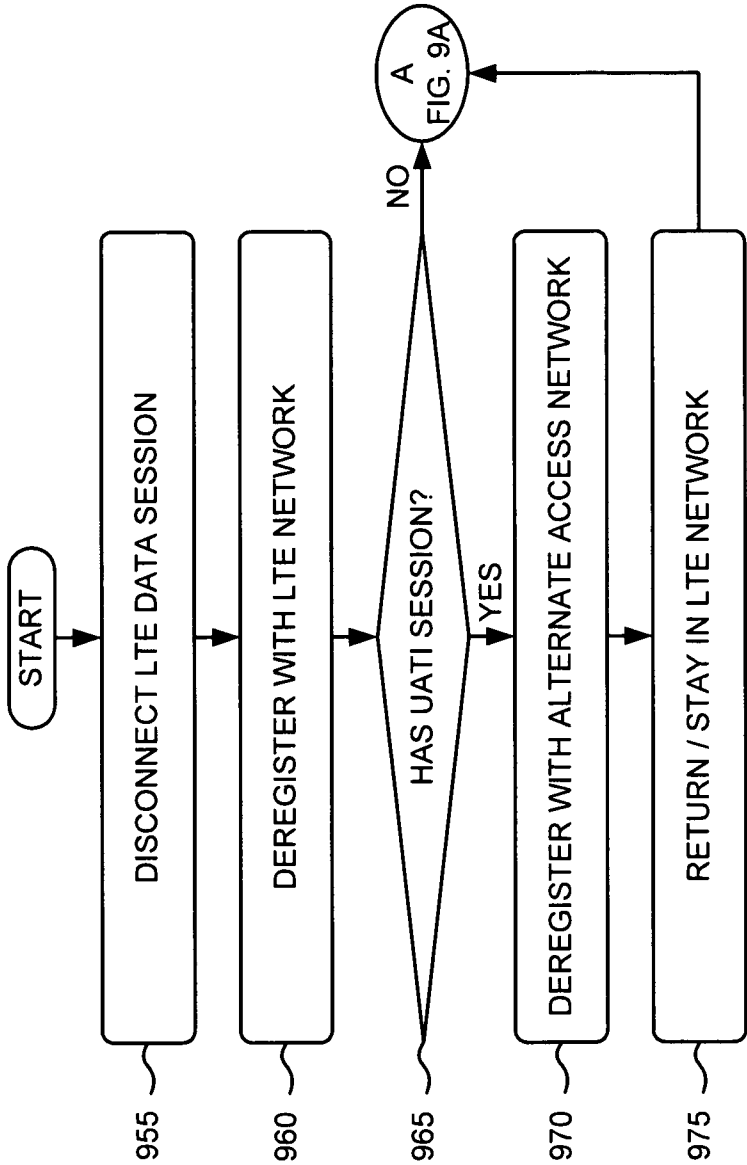 START
955
DISCONNECT LTE DATA SESSION
960
DEREGISTER WITH LTE NETWORK
965
HAS UATI SESSION?
NO
A
FIG. 9A
YES
970
DEREGISTER WITH ALTERNATE ACCESS NETWORK
975
RETURN / STAY IN LTE NETWORK